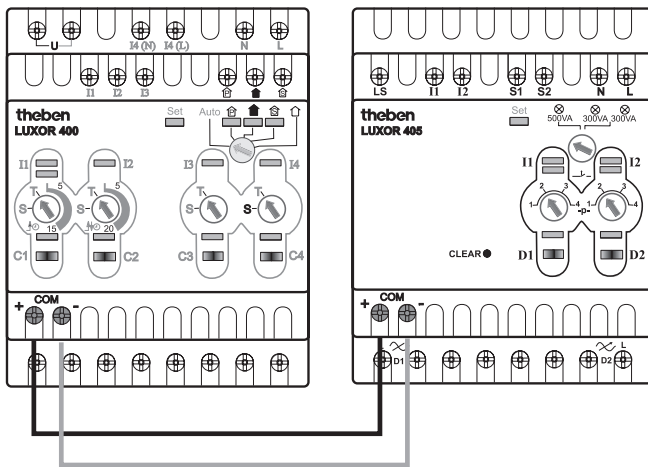 U I4 (N) I4 (L) N L
I1 I2 I3 P S
theben
LUXOR 400
Set Auto P S
I1 I2 I3 I4
T 5 T 5 T T
S S S S
15 20
C1 C2 C3 C4
COM
+ -
LS I1 I2 S1 S2 N L
theben
LUXOR 405
Set 500VA 300VA 300VA
I1 I2
2 3 2 3
1 4 -p- 1 4
CLEAR D1 D2
COM
+ -
L D1 D2 L